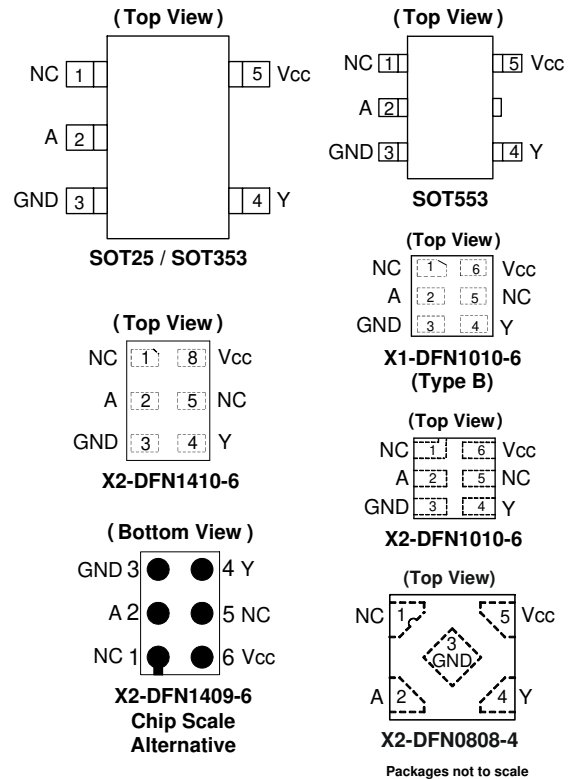 (Top View)
NC 1 5 Vcc
A 2
GND 3 4 Y
SOT25 / SOT353
(Top View)
NC 1 5 Vcc
A 2
GND 3 4 Y
SOT553
(Top View)
NC 1 6 Vcc
A 2 5 NC
GND 3 4 Y
X1-DFN1010-6
(Type B)
(Top View)
NC 1 8 Vcc
A 2 5 NC
GND 3 4 Y
X2-DFN1410-6
(Top View)
NC 1 6 Vcc
A 2 5 NC
GND 3 4 Y
X2-DFN1010-6
(Bottom View)
GND 3 4 Y
A 2 5 NC
NC 1 6 Vcc
X2-DFN1409-6
Chip Scale
Alternative
(Top View)
NC 1 5 Vcc
3
GND
A 2 4 Y
X2-DFN0808-4
Packages not to scale